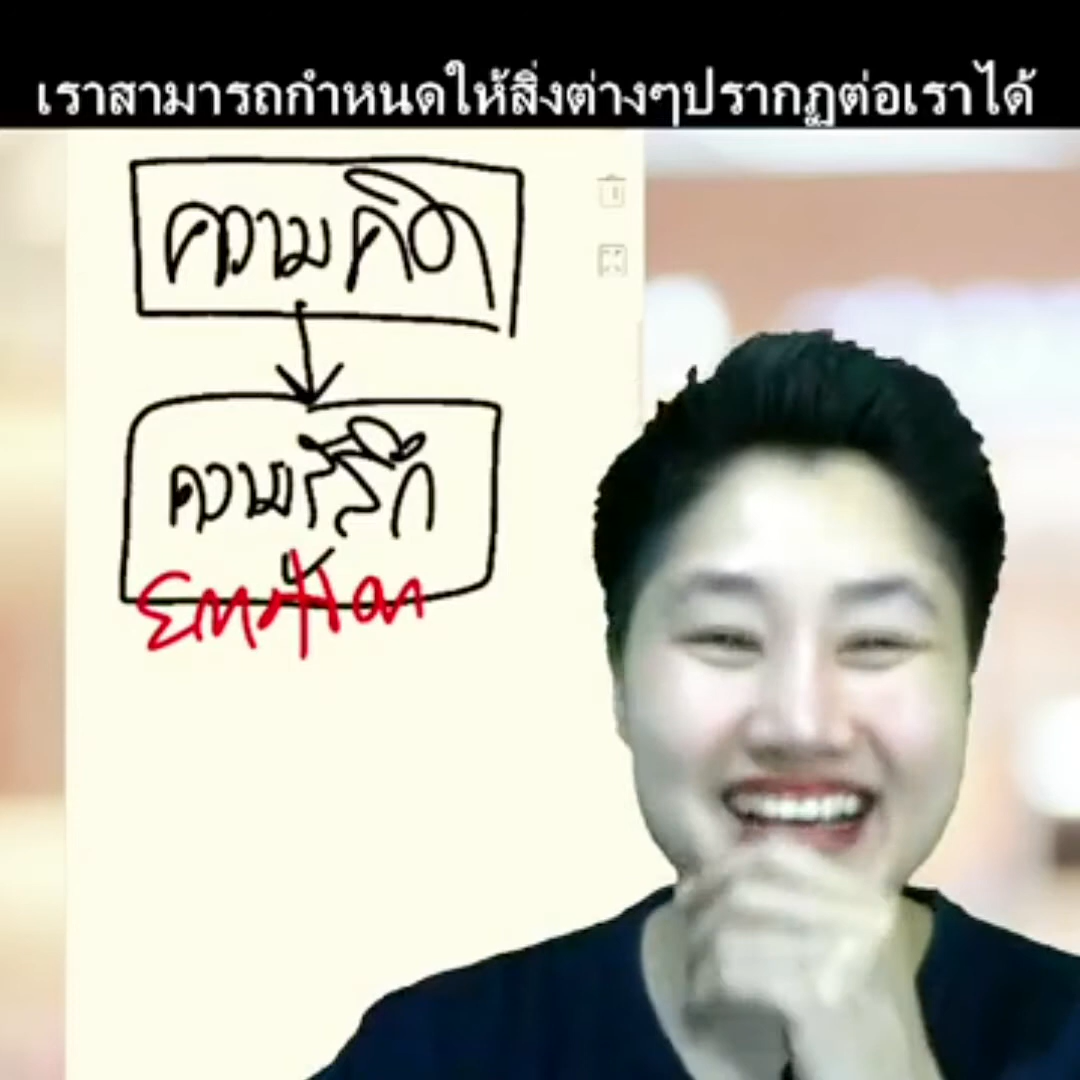 เราสามารถกำหนดให้สิ่งต่างๆปรากฏต่อเราได้
ความคิด
ความรู้สึก
Emotion